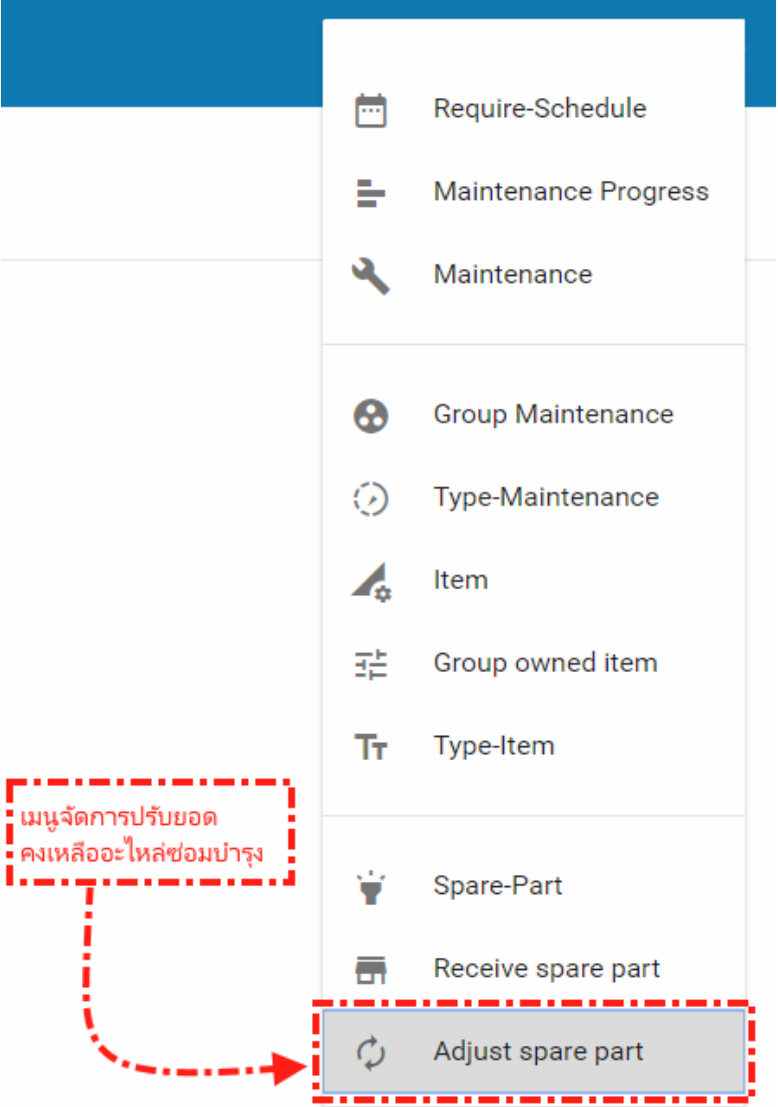 Require-Schedule
Maintenance Progress
Maintenance
Group Maintenance
Type-Maintenance
Item
Group owned item
Type-Item
เมนูจัดการปรับยอด
คงเหลืออะไหล่ซ่อมบำรุง
Spare-Part
Receive spare part
Adjust spare part